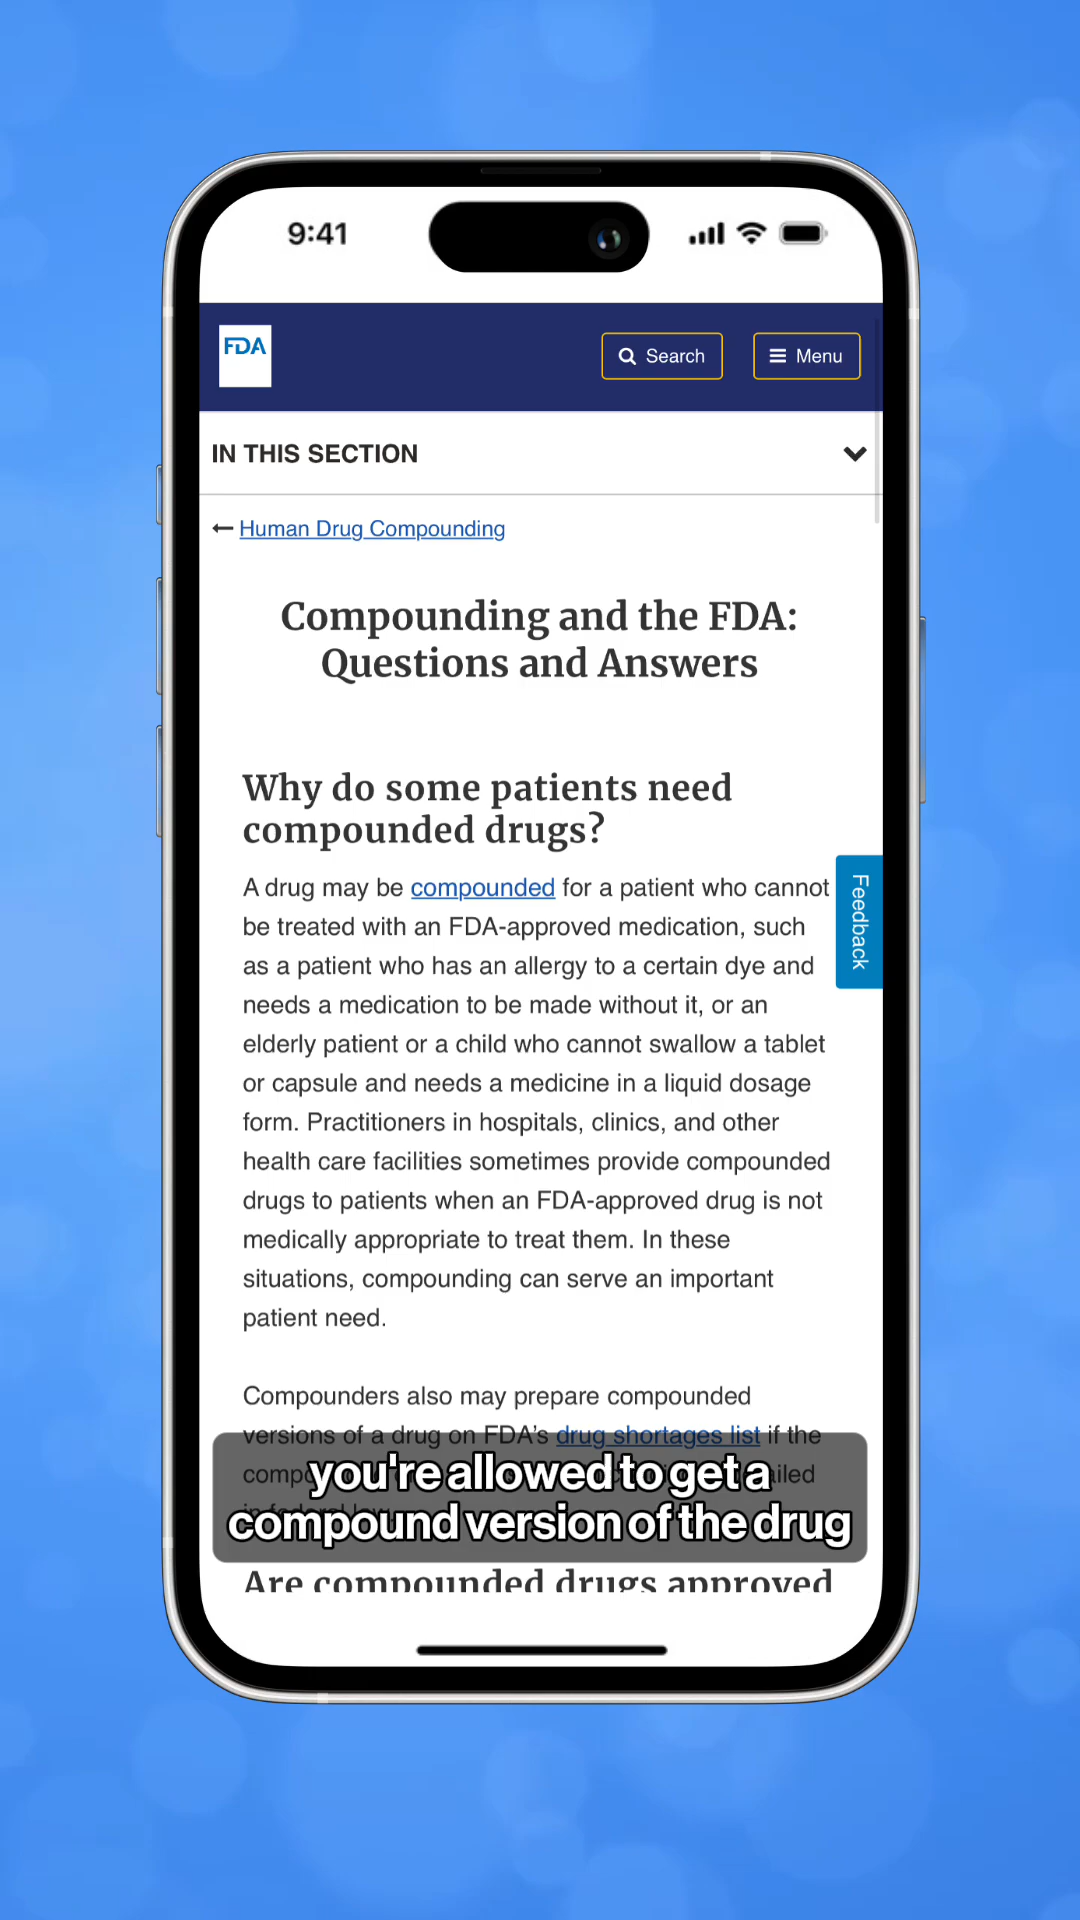 9:41
FDA
Search
Menu
IN THIS SECTION
Human Drug Compounding
Compounding and the FDA:
Questions and Answers
Why do some patients need
compounded drugs?
A drug may be compounded for a patient who cannot
be treated with an FDA-approved medication, such
as a patient who has an allergy to a certain dye and
needs a medication to be made without it, or an
elderly patient or a child who cannot swallow a tablet
or capsule and needs a medicine in a liquid dosage
form. Practitioners in hospitals, clinics, and other
health care facilities sometimes provide compounded
drugs to patients when an FDA-approved drug is not
medically appropriate to treat them. In these
situations, compounding can serve an important
patient need.
Feedback
Compounders also may prepare compounded
versions of a drug on FDA's drug shortages list if the
you're allowed to get a
compound version of the drug
Are compounded drugs approved